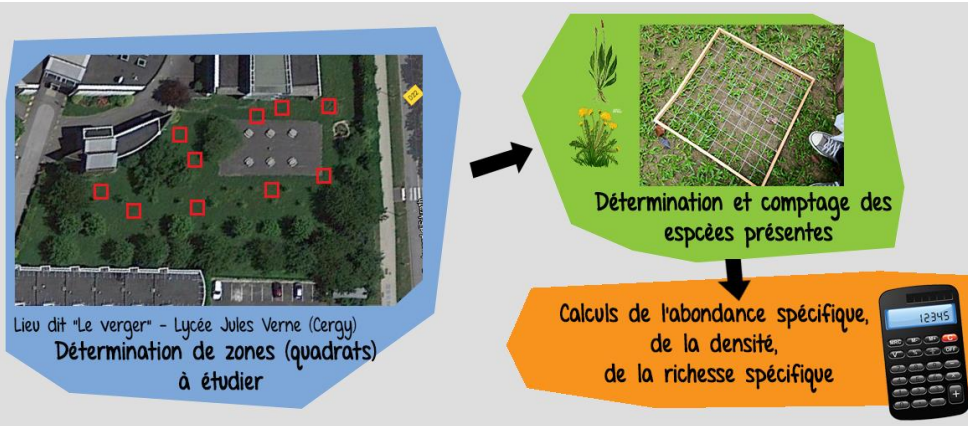 D22
Lieu dit "Le verger" - Lycée Jules Verne (Cergy)
Détermination de zones (quadrats)
à étudier
Détermination et comptage des
espcèes présentes
Calculs de l'abondance spécifique,
de la densité,
de la richesse spécifique
12345